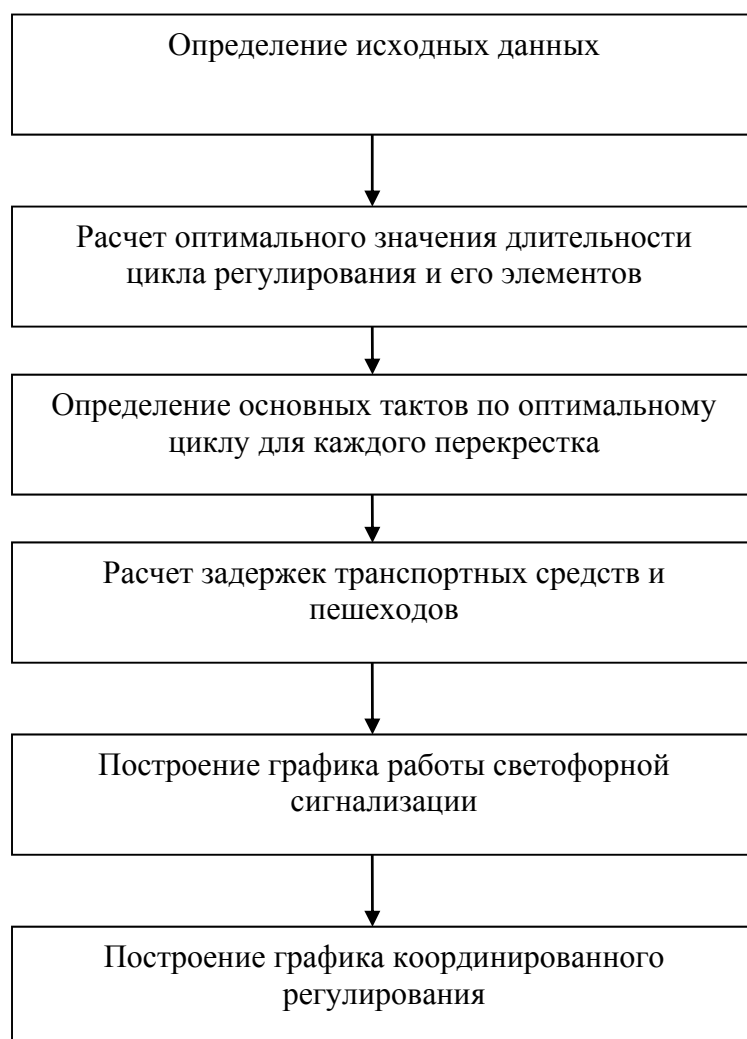 Определение исходных данных
Расчет оптимального значения длительности
цикла регулирования и его элементов
Определение основных тактов по оптимальному
циклу для каждого перекрестка
Расчет задержек транспортных средств и
пешеходов
Построение графика работы светофорной
сигнализации
Построение графика координированного
регулирования